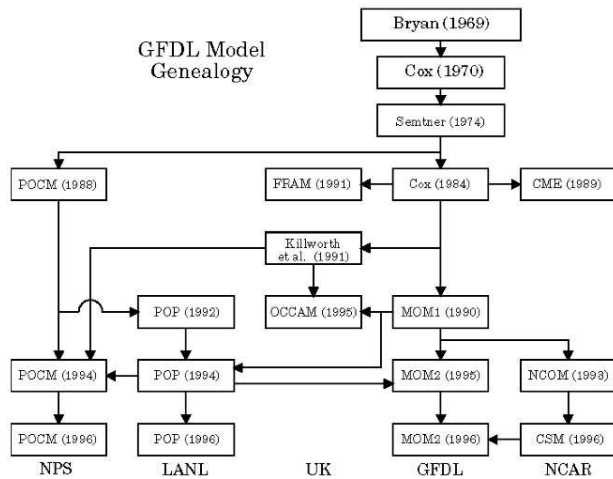 GFDL Model
Genealogy
Bryan (1969)
Cox (1970)
Semtner (1974)
POCM (1988)
FRAM (1991)
Cox (1984)
CME (1989)
Killworth
et al. (1991)
POP (1992)
OCCAM (1995)
MOM1 (1990)
POCM (1994)
POP (1994)
MOM2 (1995)
NCOM (1993)
POCM (1996)
POP (1996)
MOM2 (1996)
CSM (1996)
NPS
LANL
UK
GFDL
NCAR